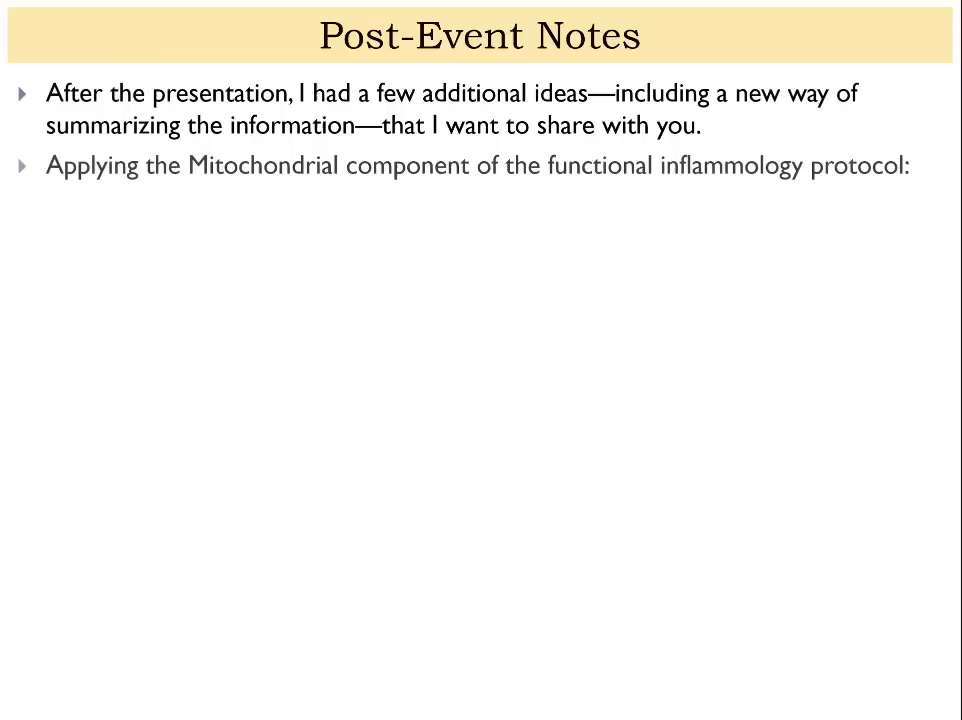 Post-Event Notes
After the presentation, I had a few additional ideas—including a new way of
summarizing the information—that I want to share with you.
Applying the Mitochondrial component of the functional inflammology protocol: